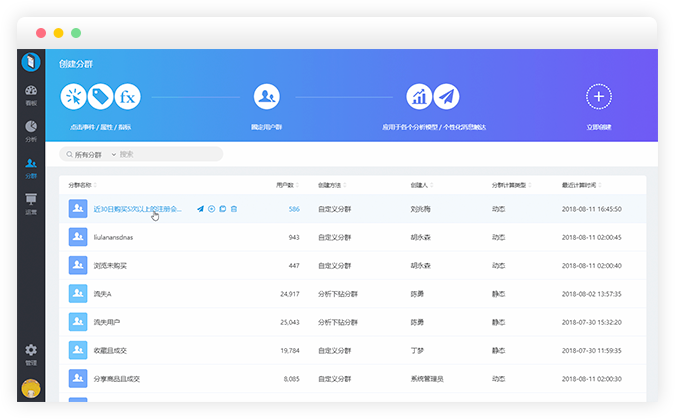 创建分群
fx
点击事件 / 属性 / 指标
圈定用户群
应用于各个分析模型 / 个性化消息触达
立即创建
看板
分析
分群
运营
管理
所有分群 搜索
分群名称 用户数 创建方法 创建人 分群计算类型 最近计算时间
近30日购买5次以上的注册会... 586 自定义分群 刘兆梅 动态 2018-08-11 16:45:50
liulanansdnas 943 自定义分群 胡永森 动态 2018-08-11 02:00:45
浏览未购买 447 自定义分群 胡永森 动态 2018-08-11 02:00:40
流失A 24,917 分析下钻分群 陈勇 静态 2018-08-02 13:57:35
流失用户 25,043 分析下钻分群 陈勇 静态 2018-07-30 15:32:20
收藏且成交 19,784 自定义分群 丁梦 静态 2018-07-30 11:59:35
分享商品且成交 8,085 自定义分群 系统管理员 动态 2018-08-11 02:00:30